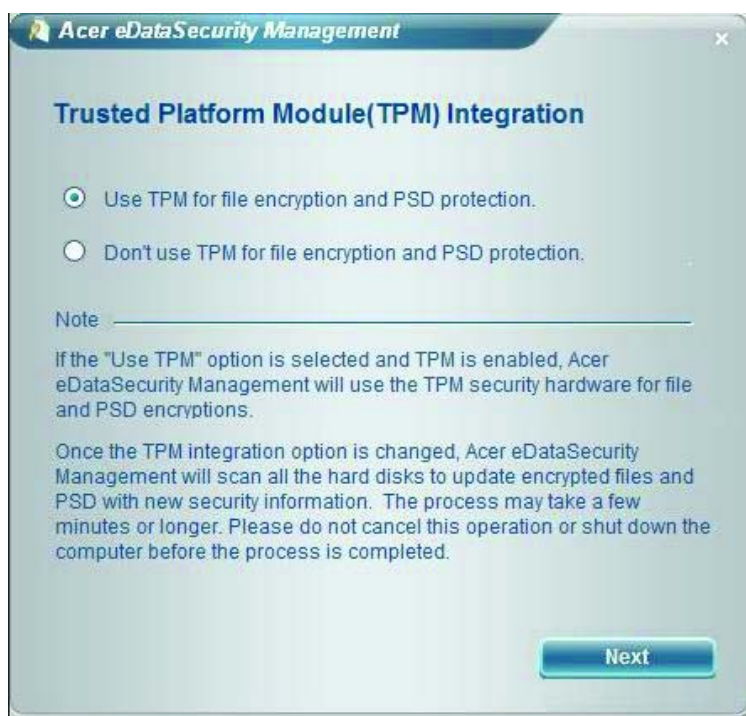 Acer eDataSecurity Management
Trusted Platform Module(TPM) Integration
Use TPM for file encryption and PSD protection.
Don't use TPM for file encryption and PSD protection.
Note
If the "Use TPM" option is selected and TPM is enabled, Acer
eDataSecurity Management will use the TPM security hardware for file
and PSD encryptions.
Once the TPM integration option is changed, Acer eDataSecurity
Management will scan all the hard disks to update encrypted files and
PSD with new security information. The process may take a few
minutes or longer. Please do not cancel this operation or shut down the
computer before the process is completed.
Next